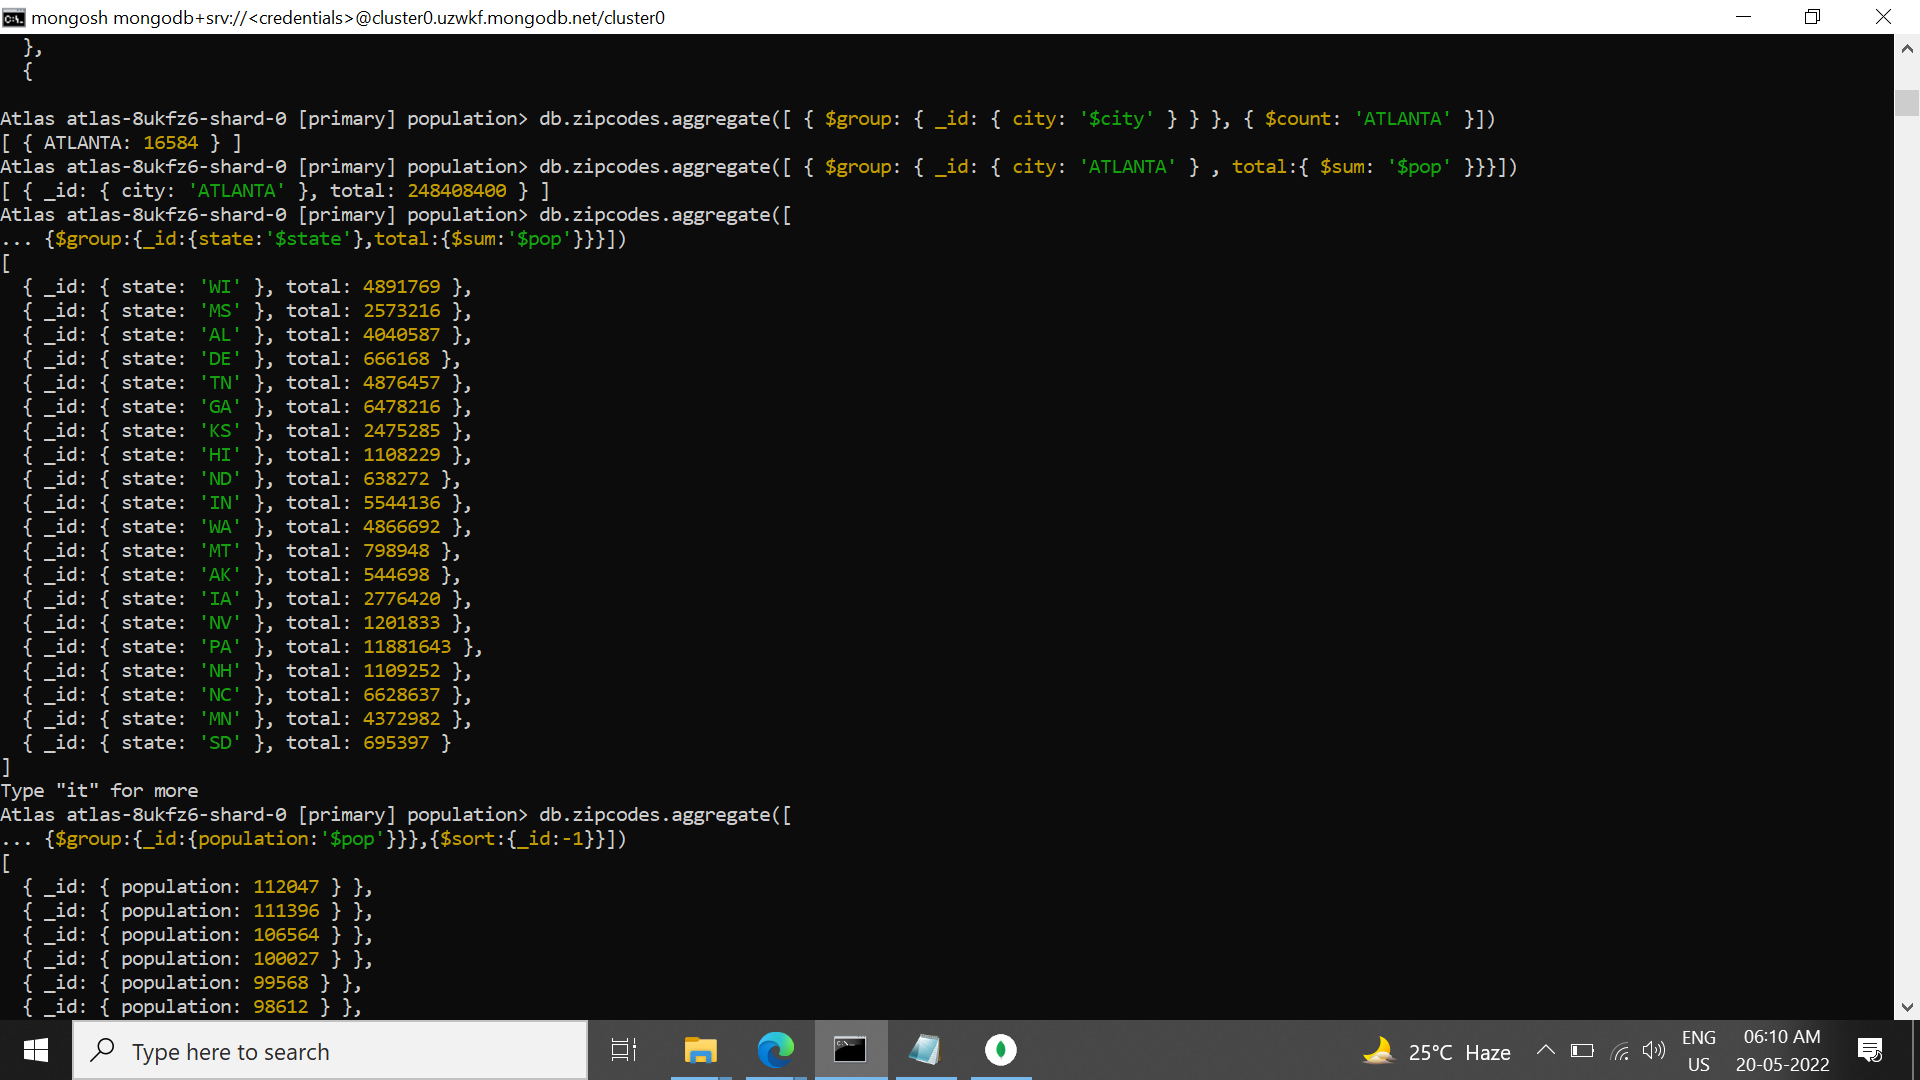 mongosh mongodb+srv://<credentials>@cluster0.uzwkf.mongodb.net/cluster0
},
{
Atlas atlas-8ukfz6-shard-0 [primary] population> db.zipcodes.aggregate([ { $group: { _id: { city: '$city' } } }, { $count: 'ATLANTA' }])
[ { ATLANTA: 16584 } ]
Atlas atlas-8ukfz6-shard-0 [primary] population> db.zipcodes.aggregate([ { $group: { _id: { city: 'ATLANTA' } , total:{ $sum: '$pop' }}}])
[ { _id: { city: 'ATLANTA' }, total: 248408400 } ]
Atlas atlas-8ukfz6-shard-0 [primary] population> db.zipcodes.aggregate([
... {$group:{_id:{state:'$state'},total:{$sum:'$pop'}}}])
[
{ _id: { state: 'WI' }, total: 4891769 },
{ _id: { state: 'MS' }, total: 2573216 },
{ _id: { state: 'AL' }, total: 4040587 },
{ _id: { state: 'DE' }, total: 666168 },
{ _id: { state: 'TN' }, total: 4876457 },
{ _id: { state: 'GA' }, total: 6478216 },
{ _id: { state: 'KS' }, total: 2475285 },
{ _id: { state: 'HI' }, total: 1108229 },
{ _id: { state: 'ND' }, total: 638272 },
{ _id: { state: 'IN' }, total: 5544136 },
{ _id: { state: 'WA' }, total: 4866692 },
{ _id: { state: 'MT' }, total: 798948 },
{ _id: { state: 'AK' }, total: 544698 },
{ _id: { state: 'IA' }, total: 2776420 },
{ _id: { state: 'NV' }, total: 1201833 },
{ _id: { state: 'PA' }, total: 11881643 },
{ _id: { state: 'NH' }, total: 1109252 },
{ _id: { state: 'NC' }, total: 6628637 },
{ _id: { state: 'MN' }, total: 4372982 },
{ _id: { state: 'SD' }, total: 695397 }
]
Type "it" for more
Atlas atlas-8ukfz6-shard-0 [primary] population> db.zipcodes.aggregate([
... {$group:{_id:{population:'$pop'}}},{$sort:{_id:-1}}])
[
{ _id: { population: 112047 } },
{ _id: { population: 111396 } },
{ _id: { population: 106564 } },
{ _id: { population: 100027 } },
{ _id: { population: 99568 } },
{ _id: { population: 98612 } },
Type here to search
25°C Haze
ENG
US
06:10 AM
20-05-2022